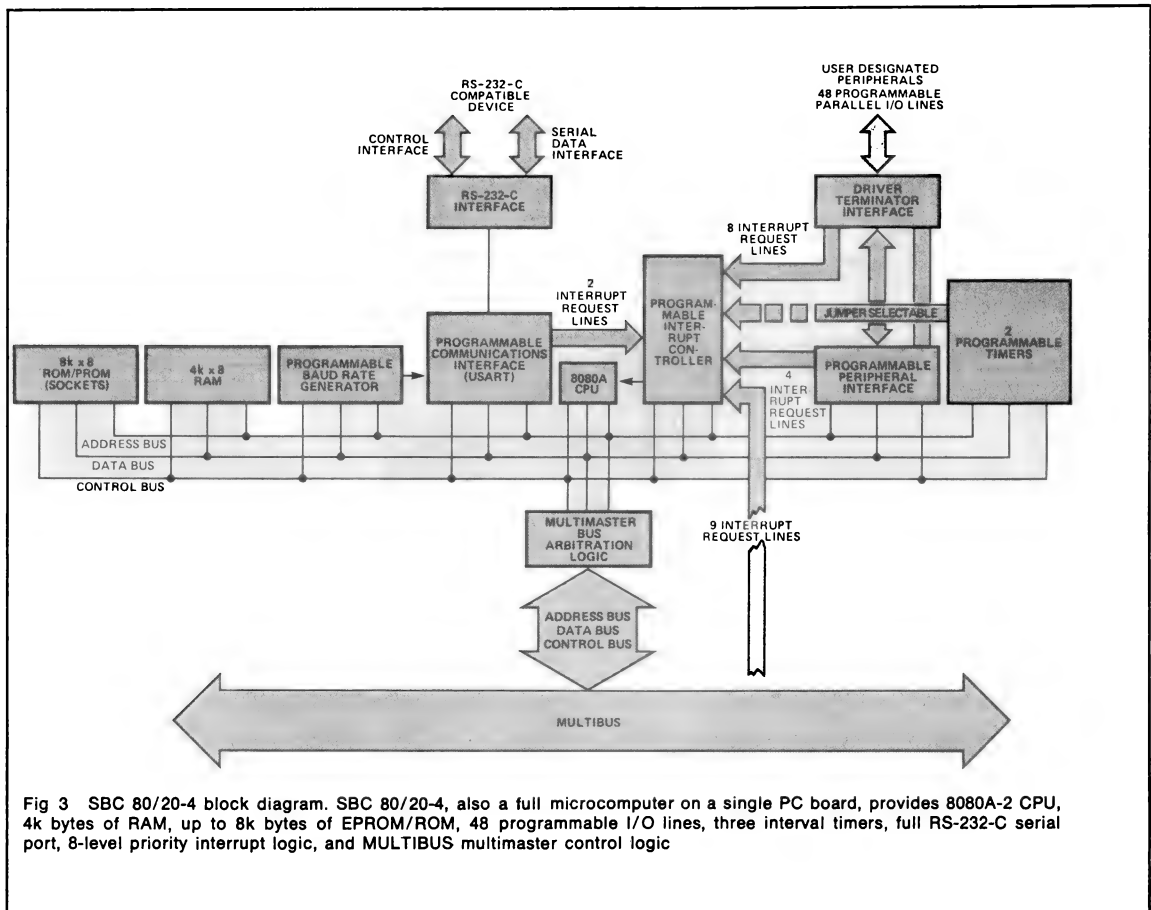 RS-232-C
COMPATIBLE
DEVICE
CONTROL
INTERFACE
SERIAL
DATA
INTERFACE
USER DESIGNATED
PERIPHERALS
48 PROGRAMMABLE
PARALLEL I/O LINES
RS-232-C
INTERFACE
DRIVER
TERMINATOR
INTERFACE
8 INTERRUPT
REQUEST
LINES
2
INTERRUPT
REQUEST
LINES
PROGRAM-
MABLE
INTER-
RUPT
CON-
TROLLER
JUMPER SELECTABLE
2
PROGRAMMABLE
TIMERS
8k x 8
ROM/PROM
(SOCKETS)
4k x 8
RAM
PROGRAMMABLE
BAUD RATE
GENERATOR
PROGRAMMABLE
COMMUNICATIONS
INTERFACE
(USART)
8080A
CPU
PROGRAMMABLE
PERIPHERAL
INTERFACE
4
INTER-
RUPT
REQUEST
LINES
ADDRESS BUS
DATA BUS
CONTROL BUS
MULTIMASTER
BUS
ARBITRATION
LOGIC
9 INTERRUPT
REQUEST LINES
ADDRESS BUS
DATA BUS
CONTROL BUS
MULTIBUS
Fig 3 SBC 80/20-4 block diagram. SBC 80/20-4, also a full microcomputer on a single PC board, provides 8080A-2 CPU,
4k bytes of RAM, up to 8k bytes of EPROM/ROM, 48 programmable I/O lines, three interval timers, full RS-232-C serial
port, 8-level priority interrupt logic, and MULTIBUS multimaster control logic